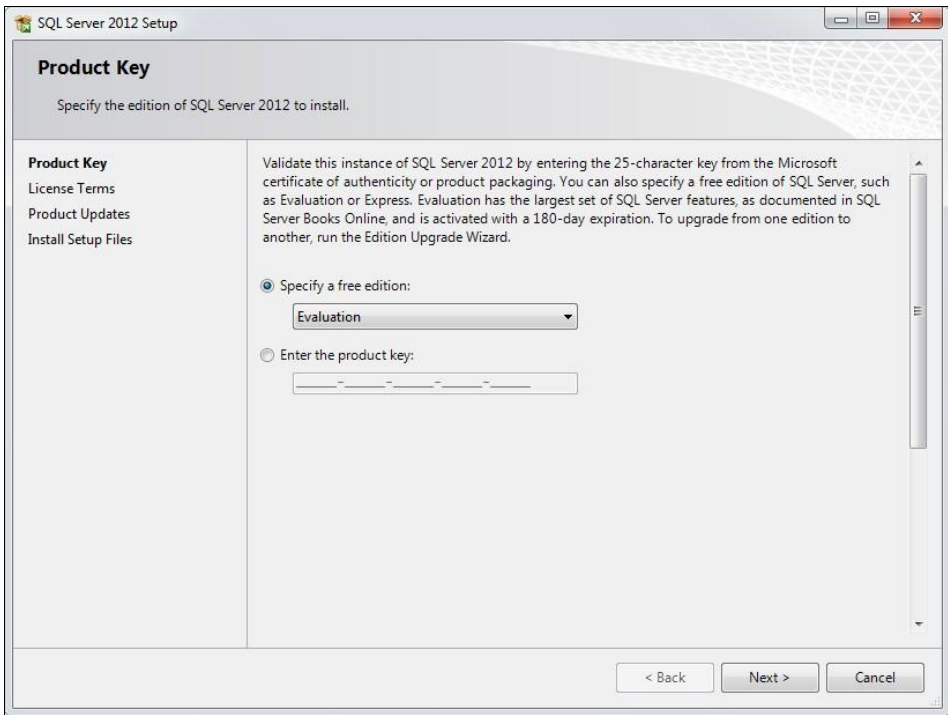 SQL Server 2012 Setup
Product Key
Specify the edition of SQL Server 2012 to install.
Product Key
License Terms
Product Updates
Install Setup Files
Validate this instance of SQL Server 2012 by entering the 25-character key from the Microsoft
certificate of authenticity or product packaging. You can also specify a free edition of SQL Server, such
as Evaluation or Express. Evaluation has the largest set of SQL Server features, as documented in SQL
Server Books Online, and is activated with a 180-day expiration. To upgrade from one edition to
another, run the Edition Upgrade Wizard.
Specify a free edition:
Evaluation
Enter the product key:
_____-_____-_____-_____-_____
< Back
Next >
Cancel